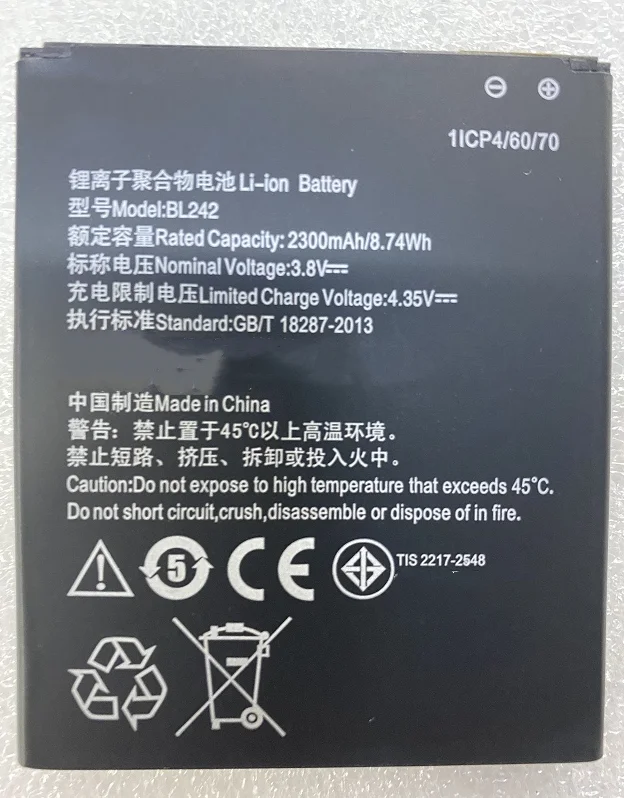 ⊖ ⊕
1ICP4/60/70
锂离子聚合物电池Li-ion Battery
型号Model:BL242
额定容量Rated Capacity: 2300mAh/8.74Wh
标称电压Nominal Voltage:3.8V⎓
充电限制电压Limited Charge Voltage:4.35V⎓
执行标准Standard:GB/T 18287-2013
中国制造Made in China
警告：禁止置于45°C以上高温环境。
禁止短路、挤压、拆卸或投入火中。
Caution:Do not expose to high temperature that exceeds 45°C.
Do not short circuit,crush,disassemble or dispose of in fire.
5 CE TIS 2217-2548